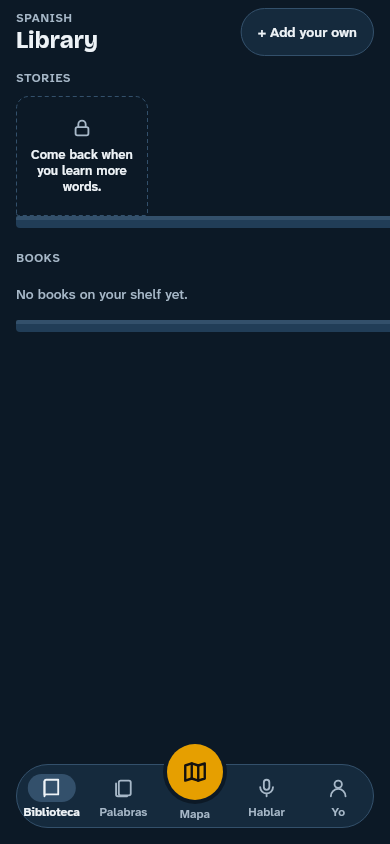 SPANISH
Library
+ Add your own
STORIES
Come back when
you learn more
words.
BOOKS
No books on your shelf yet.
Biblioteca
Palabras
Mapa
Hablar
Yo